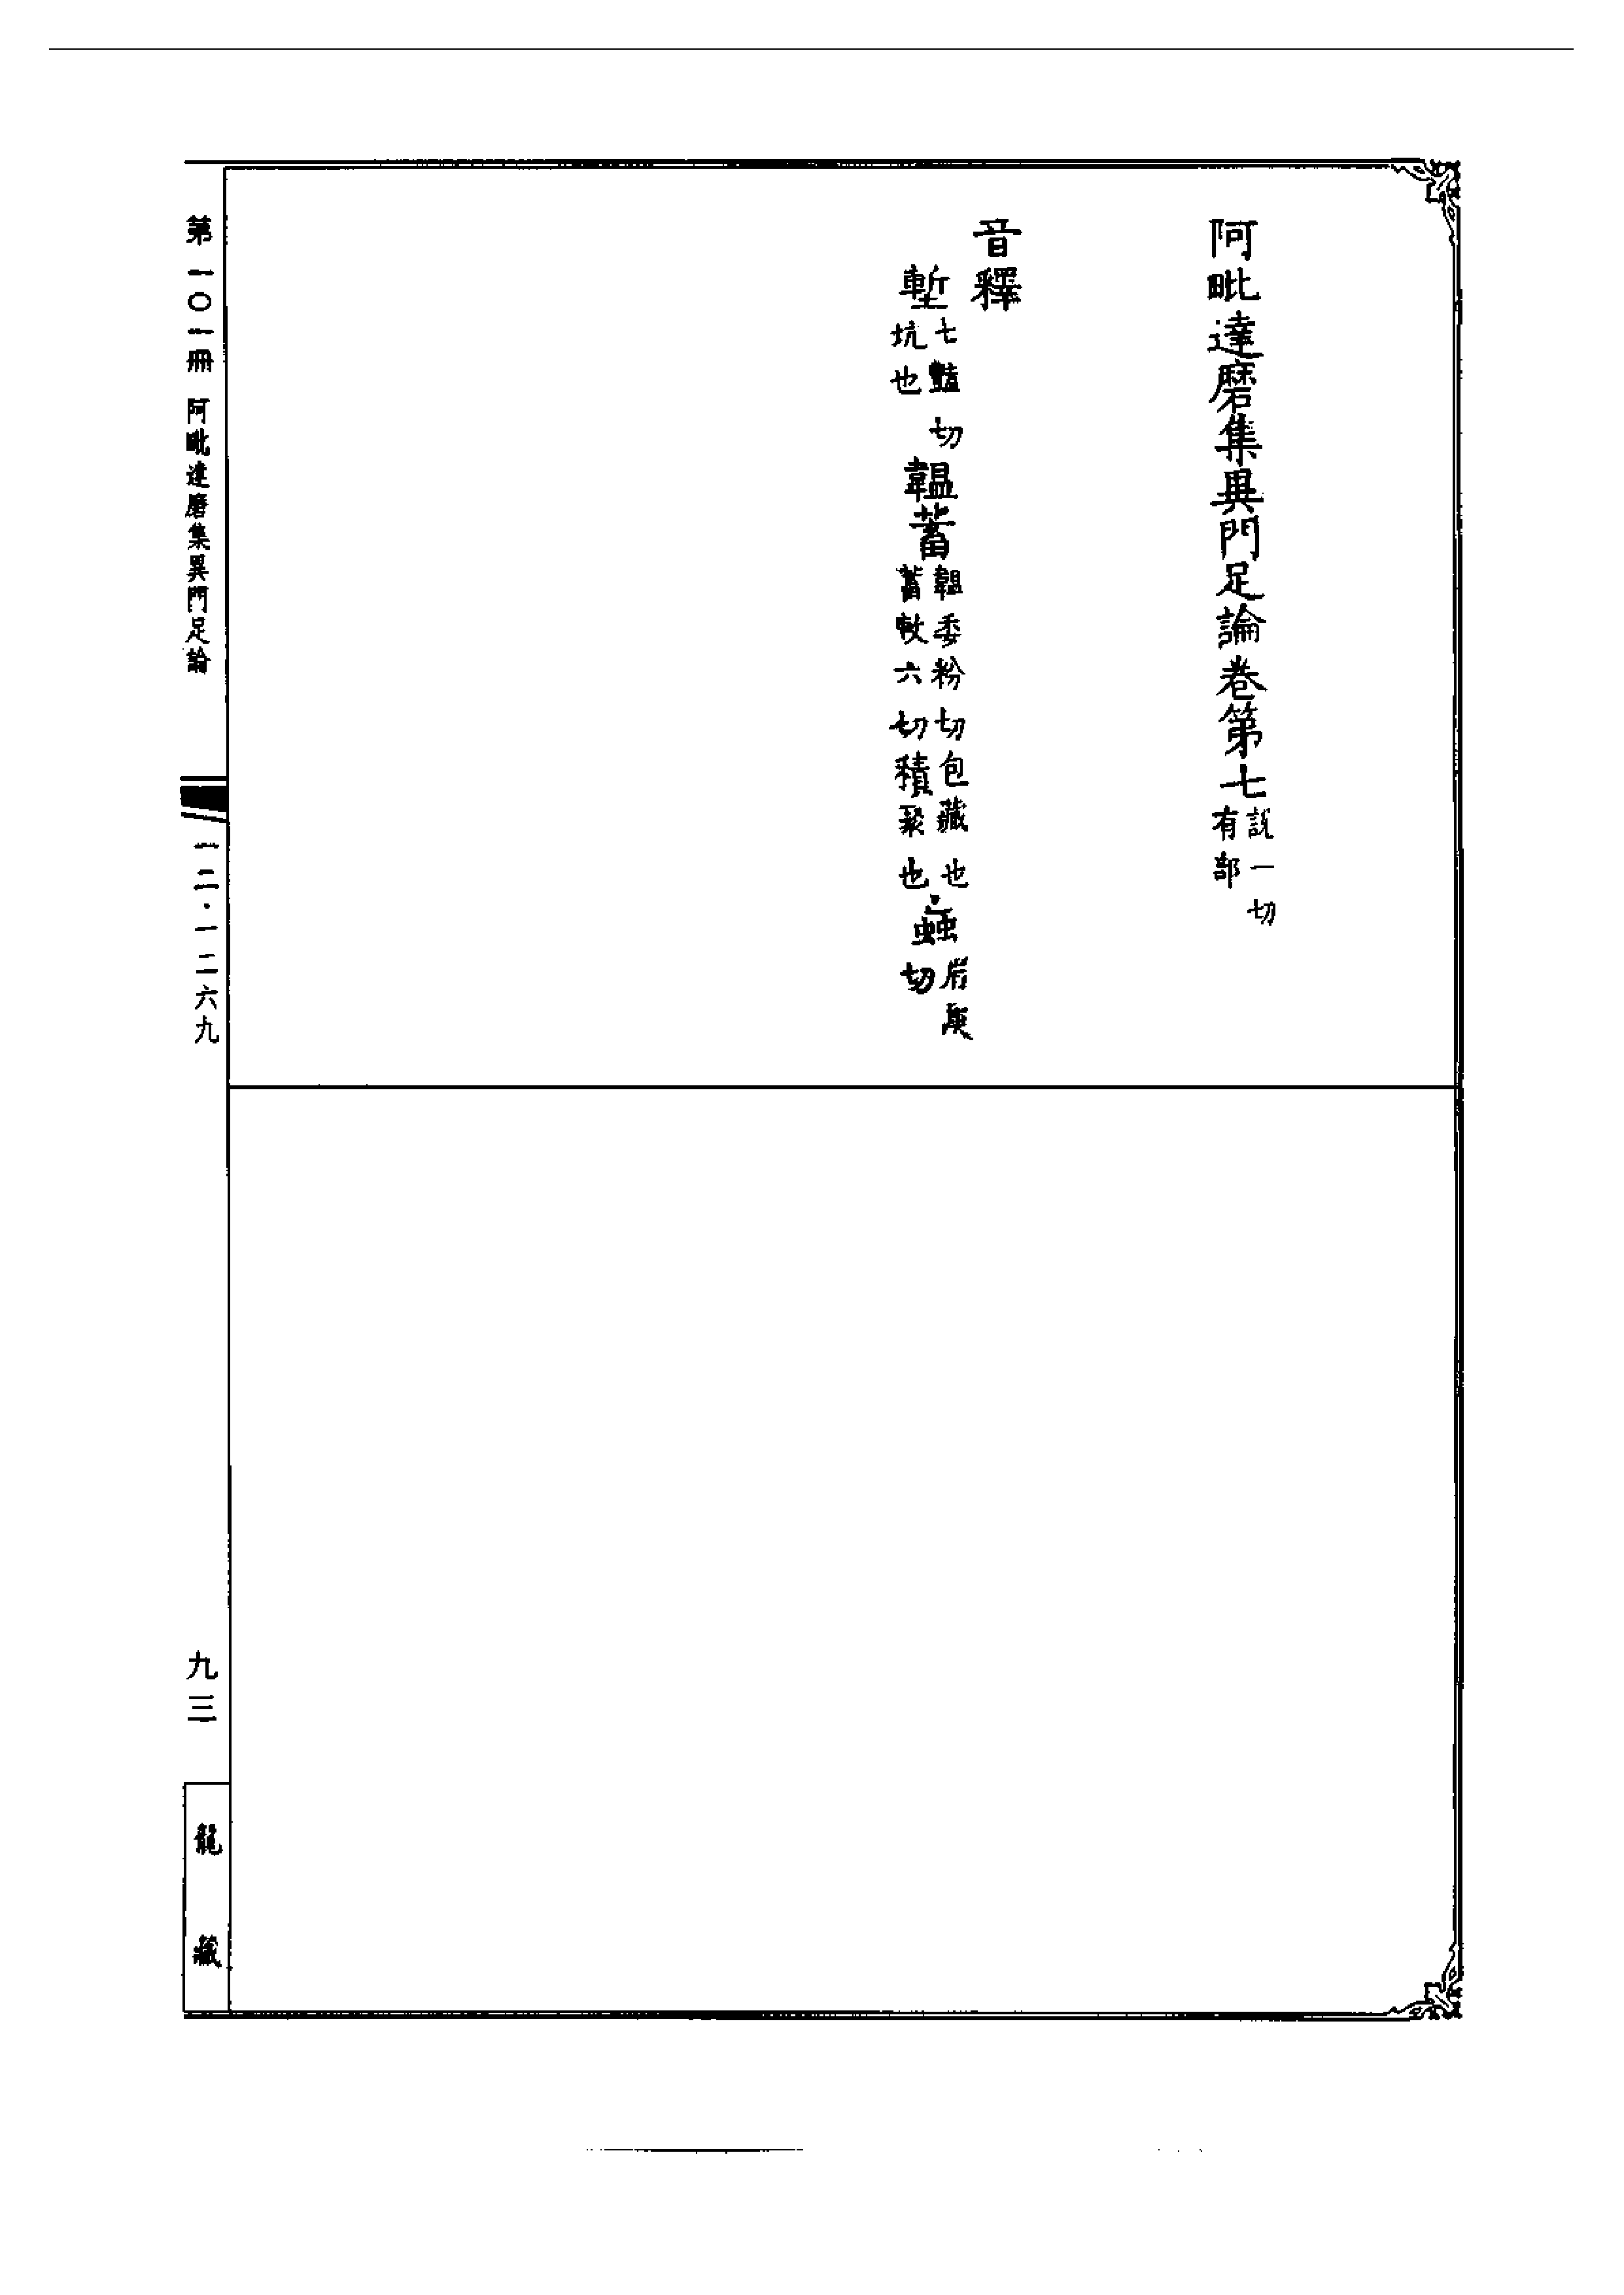 阿毗達磨集異門足論卷第七說一切有部
音釋
塹七豔切坑也韞蓄韞委粉切包藏也蓄敕六切積聚也䖟眉庚切
第一〇一冊 阿毗達磨集異門足論
一二·一二六九
九三
龍藏